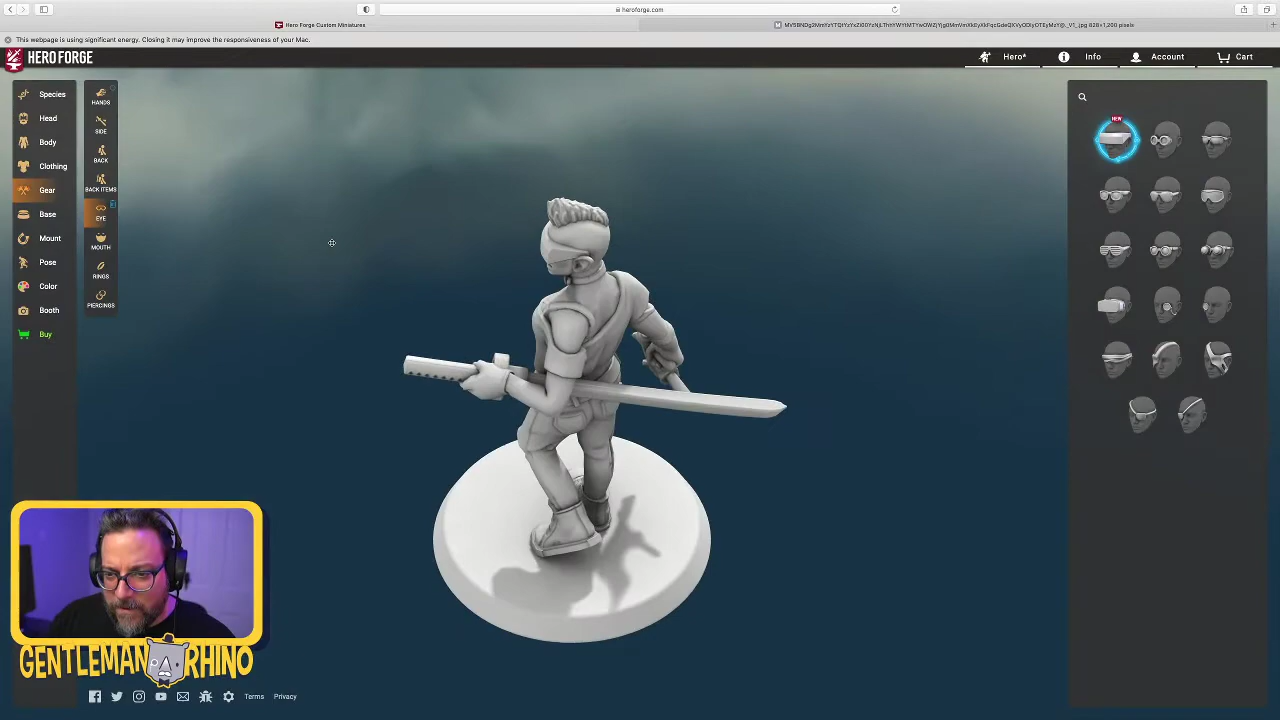 heroforge.com
Hero Forge Custom Miniatures
This webpage is using significant energy. Closing it may improve the responsiveness of your Mac.
HERO FORGE
Hero*
Info
Account
Cart
Species
Head
Body
Clothing
Gear
Base
Mount
Pose
Color
Booth
Buy
HANDS
SIDE
BACK
BACK ITEMS
EYE
MOUTH
RINGS
PIERCINGS
NEW
GENTLEMAN RHINO
Terms
Privacy